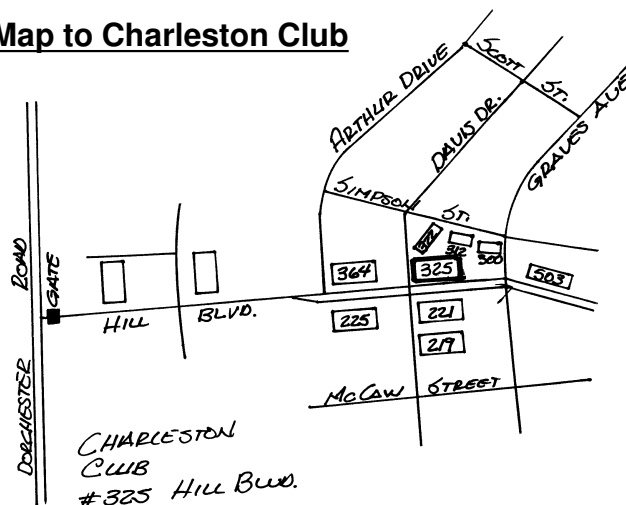 Map to Charleston Club
SCOTT ST.
ARTHUR DRIVE
DAVIS DR.
GRAVES AVE
SIMPSON ST.
DORCHESTER ROAD
GATE
322
312
300
364
325
503
HILL BLVD.
225
221
219
McCAW STREET
CHARLESTON
CLUB
#325 HILL BLVD.